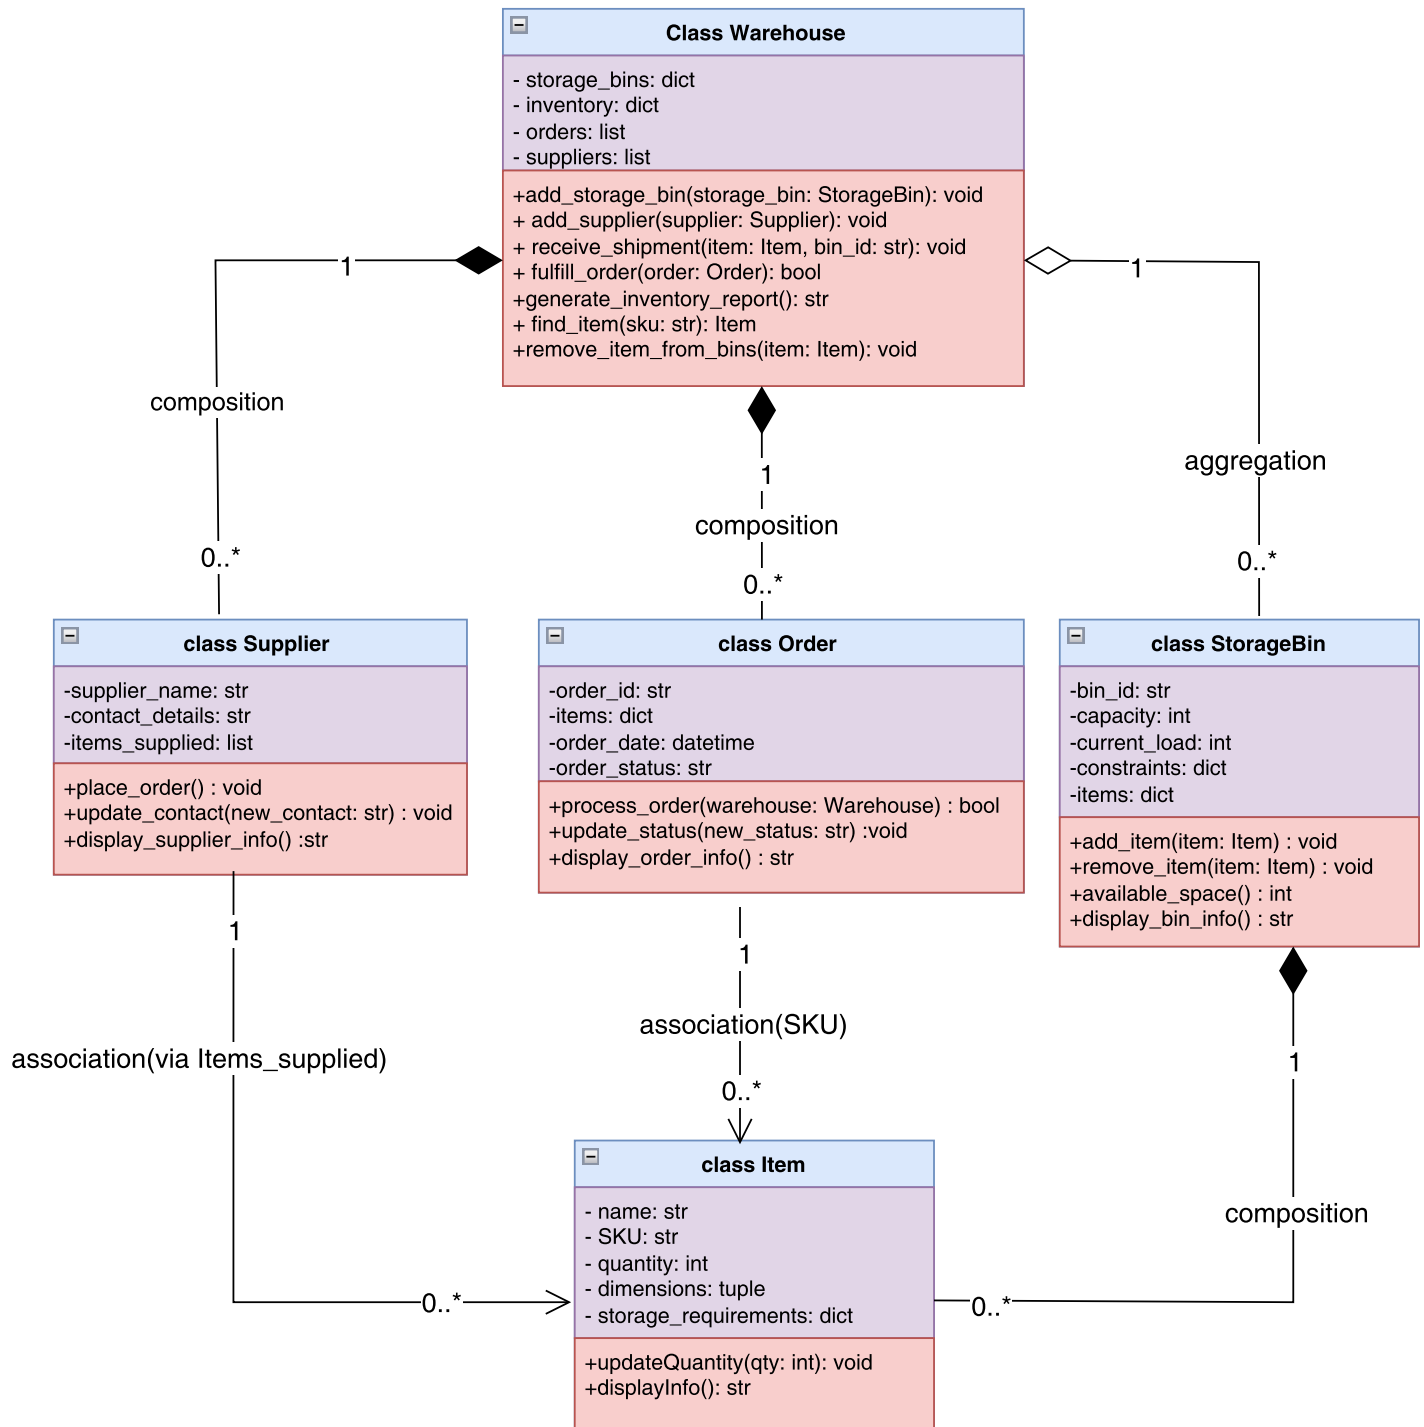 Class Warehouse
- storage_bins: dict
- inventory: dict
- orders: list
- suppliers: list
+add_storage_bin(storage_bin: StorageBin): void
+ add_supplier(supplier: Supplier): void
+ receive_shipment(item: Item, bin_id: str): void
+ fulfill_order(order: Order): bool
+generate_inventory_report(): str
+ find_item(sku: str): Item
+remove_item_from_bins(item: Item): void
1
composition
0..*
1
composition
0..*
1
aggregation
0..*
class Supplier
-supplier_name: str
-contact_details: str
-items_supplied: list
+place_order() : void
+update_contact(new_contact: str) : void
+display_supplier_info() :str
class Order
-order_id: str
-items: dict
-order_date: datetime
-order_status: str
+process_order(warehouse: Warehouse) : bool
+update_status(new_status: str) :void
+display_order_info() : str
class StorageBin
-bin_id: str
-capacity: int
-current_load: int
-constraints: dict
-items: dict
+add_item(item: Item) : void
+remove_item(item: Item) : void
+available_space() : int
+display_bin_info() : str
1
association(via Items_supplied)
0..*
1
association(SKU)
0..*
1
composition
0..*
class Item
- name: str
- SKU: str
- quantity: int
- dimensions: tuple
- storage_requirements: dict
+updateQuantity(qty: int): void
+displayInfo(): str